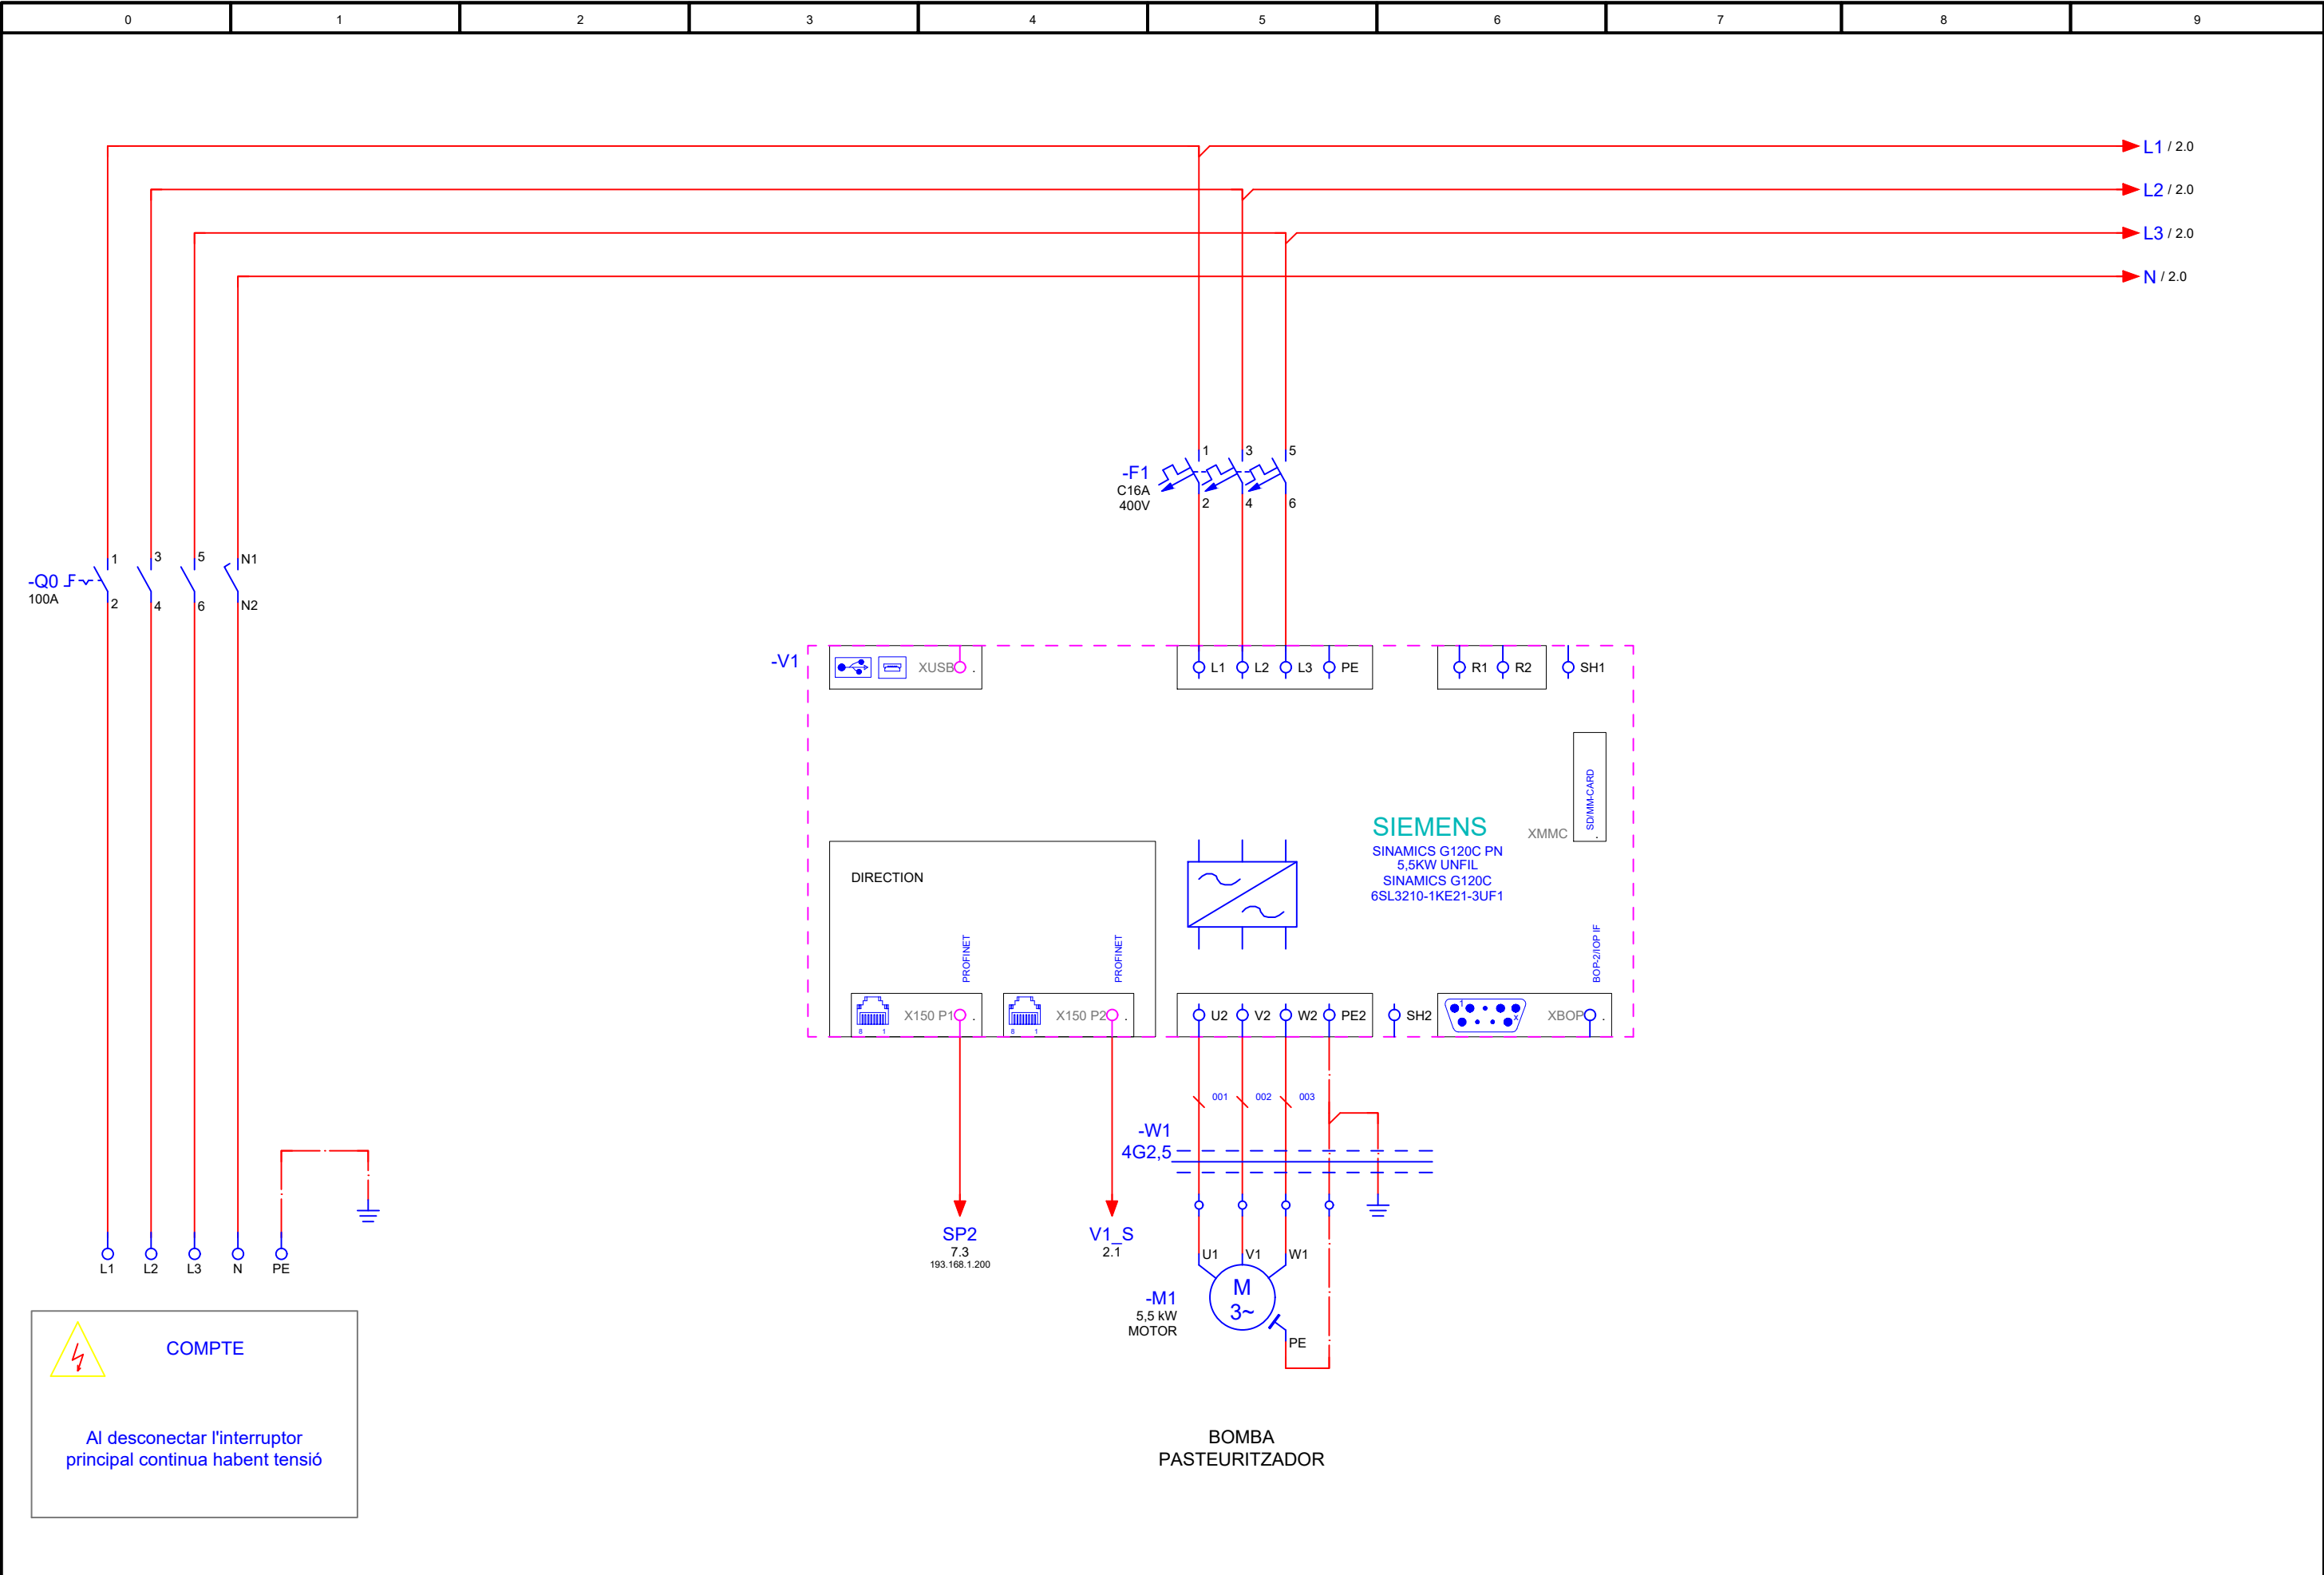 0 1 2 3 4 5 6 7 8 9
L1 / 2.0
L2 / 2.0
L3 / 2.0
N / 2.0
-F1
C16A
400V
1 3 5
2 4 6
-Q0
100A
1 3 5 N1
2 4 6 N2
-V1
XUSB .
L1 L2 L3 PE
R1 R2 SH1
SD/MM-CARD
XMMC .
SIEMENS
SINAMICS G120C PN
5,5KW UNFIL
SINAMICS G120C
6SL3210-1KE21-3UF1
DIRECTION
PROFINET
PROFINET
BOP-2/IOP IF
X150 P1 .
8 1
X150 P2 .
8 1
U2 V2 W2 PE2 SH2
1
x
XBOP .
001 002 003
-W1
4G2,5
SP2
7.3
193.168.1.200
V1_S
2.1
U1 V1 W1
-M1
5,5 kW
MOTOR
M
3~
PE
L1 L2 L3 N PE
COMPTE
Al desconectar l'interruptor
principal continua habent tensió
BOMBA
PASTEURITZADOR